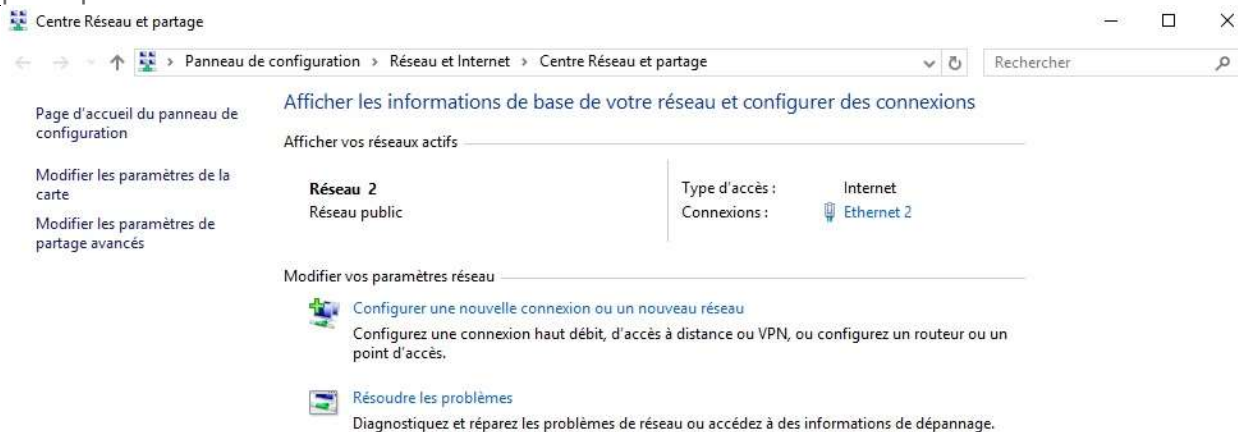 Centre Réseau et partage
Panneau de configuration > Réseau et Internet > Centre Réseau et partage
Rechercher
Page d'accueil du panneau de
configuration
Modifier les paramètres de la
carte
Modifier les paramètres de
partage avancés
Afficher les informations de base de votre réseau et configurer des connexions
Afficher vos réseaux actifs
Réseau 2
Réseau public
Type d'accès : Internet
Connexions : Ethernet 2
Modifier vos paramètres réseau
Configurer une nouvelle connexion ou un nouveau réseau
Configurez une connexion haut débit, d'accès à distance ou VPN, ou configurez un routeur ou un
point d'accès.
Résoudre les problèmes
Diagnostiquez et réparez les problèmes de réseau ou accédez à des informations de dépannage.